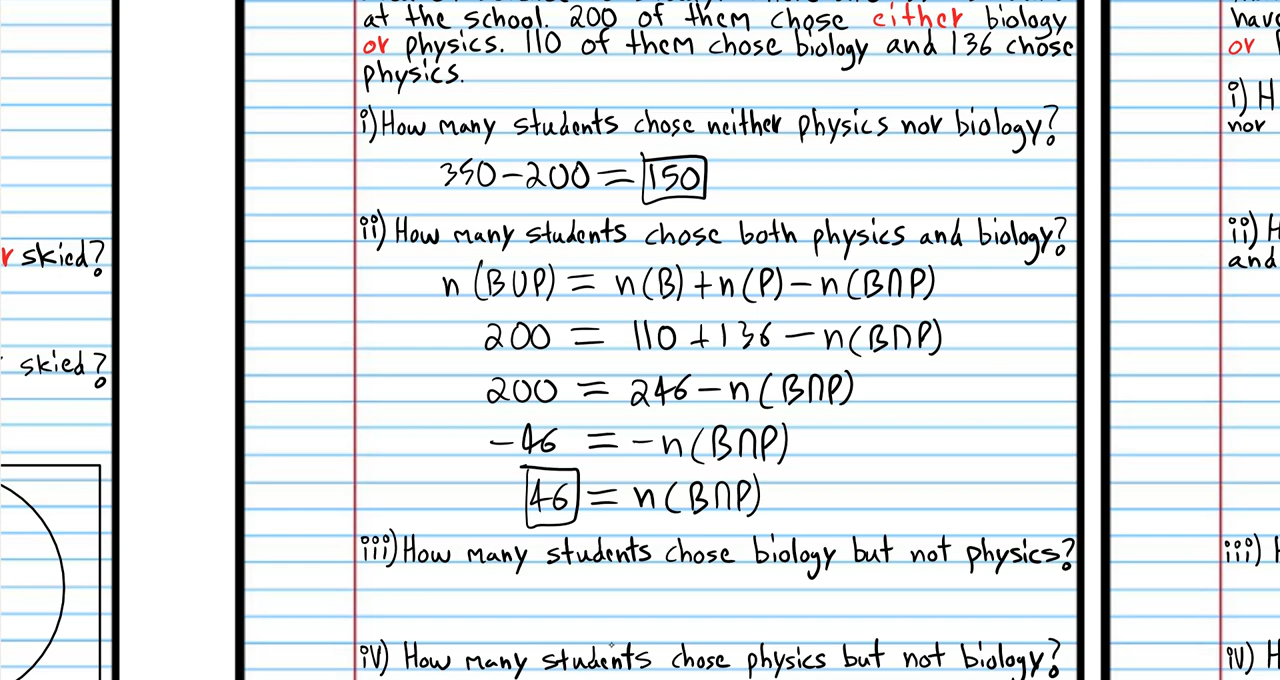 at the school. 200 of them chose either biology
or physics. 110 of them chose biology and 136 chose
physics.
i) How many students chose neither physics nor biology?
350-200 = 150
ii) How many students chose both physics and biology?
n(B∪P) = n(B)+n(P)-n(B∩P)
200 = 110+136-n(B∩P)
200 = 246-n(B∩P)
-46 = -n(B∩P)
46 = n(B∩P)
iii) How many students chose biology but not physics?
iv) How many students chose physics but not biology?
r skied?
skied?
have
or
i) H
nor
ii) H
and
iii) H
iv) H